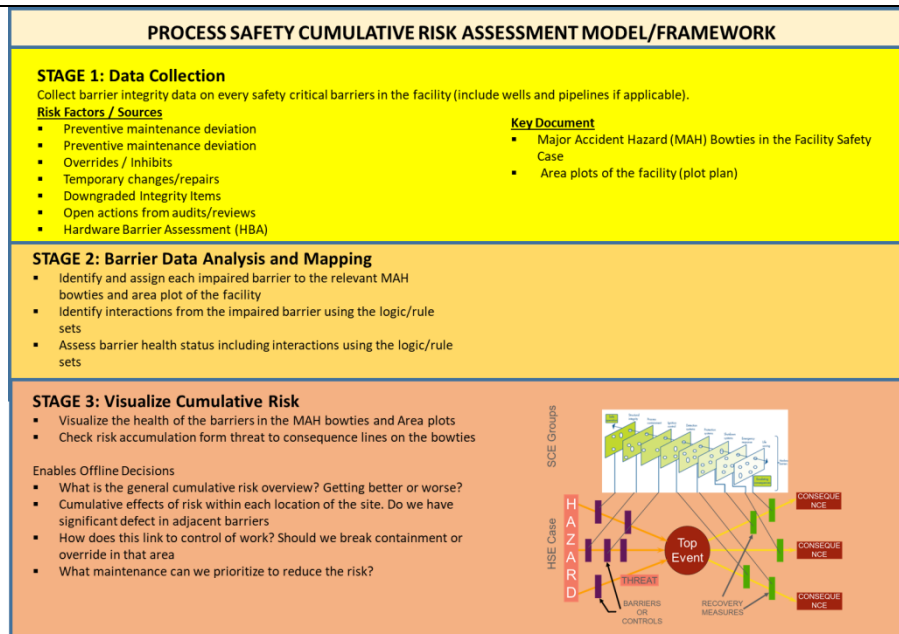 PROCESS SAFETY CUMULATIVE RISK ASSESSMENT MODEL/FRAMEWORK
STAGE 1: Data Collection
Collect barrier integrity data on every safety critical barriers in the facility (include wells and pipelines if applicable).
Risk Factors / Sources
▪ Preventive maintenance deviation
▪ Preventive maintenance deviation
▪ Overrides / Inhibits
▪ Temporary changes/repairs
▪ Downgraded Integrity Items
▪ Open actions from audits/reviews
▪ Hardware Barrier Assessment (HBA)
Key Document
▪ Major Accident Hazard (MAH) Bowties in the Facility Safety
Case
▪ Area plots of the facility (plot plan)
STAGE 2: Barrier Data Analysis and Mapping
▪ Identify and assign each impaired barrier to the relevant MAH
bowties and area plot of the facility
▪ Identify interactions from the impaired barrier using the logic/rule
sets
▪ Assess barrier health status including interactions using the logic/rule
sets
STAGE 3: Visualize Cumulative Risk
▪ Visualize the health of the barriers in the MAH bowties and Area plots
▪ Check risk accumulation form threat to consequence lines on the bowties
Enables Offline Decisions
▪ What is the general cumulative risk overview? Getting better or worse?
▪ Cumulative effects of risk within each location of the site. Do we have
significant defect in adjacent barriers
▪ How does this link to control of work? Should we break containment or
override in that area
▪ What maintenance can we prioritize to reduce the risk?
SCE Groups
HSE Case
HAZARD
THREAT
Top
Event
BARRIERS
OR
CONTROLS
RECOVERY
MEASURES
CONSEQUE
NCE
CONSEQUE
NCE
CONSEQUE
NCE